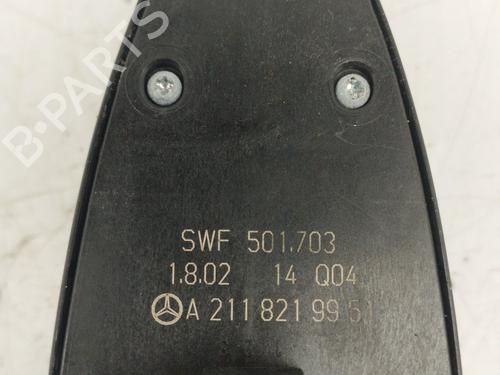 B-PARTS
SWF 501.703
1.8.02 14 Q04
A 211 821 99 51